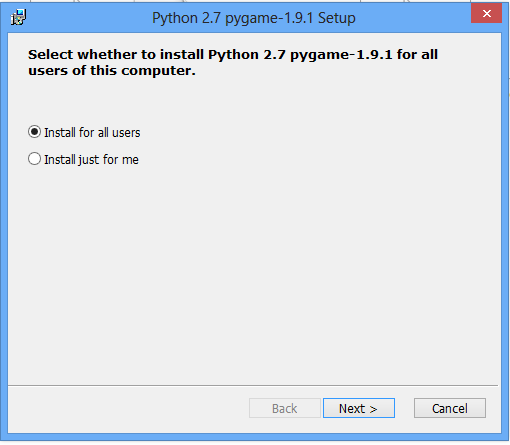 Python 2.7 pygame-1.9.1 Setup
Select whether to install Python 2.7 pygame-1.9.1 for all
users of this computer.
Install for all users
Install just for me
Back
Next >
Cancel